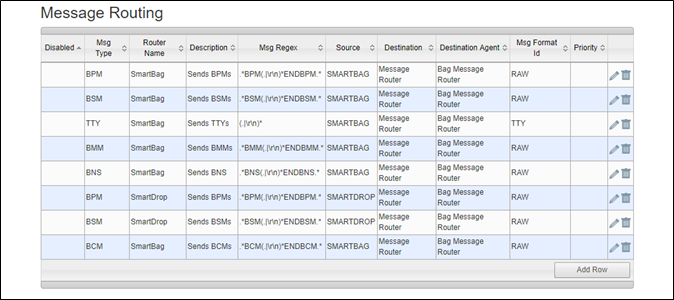 Message Routing
Disabled Msg Type Router Name Description Msg Regex Source Destination Destination Agent Msg Format Id Priority
BPM SmartBag Sends BPMs .*BPM(.|\r\n)*ENDBPM.* SMARTBAG Message Router Bag Message Router RAW
BSM SmartBag Sends BSMs .*BSM(.|\r\n)*ENDBSM.* SMARTBAG Message Router Bag Message Router RAW
TTY SmartBag Sends TTYs (.|\r\n)* SMARTBAG Message Router Bag Message Router TTY
BMM SmartBag Sends BMMs .*BMM(.|\r\n)*ENDBMM.* SMARTBAG Message Router Bag Message Router RAW
BNS SmartBag Sends BNS .*BNS(.|\r\n)*ENDBNS.* SMARTBAG Message Router Bag Message Router RAW
BPM SmartDrop Sends BPMs .*BPM(.|\r\n)*ENDBPM.* SMARTDROP Message Router Bag Message Router RAW
BSM SmartDrop Sends BSMs .*BSM(.|\r\n)*ENDBSM.* SMARTDROP Message Router Bag Message Router RAW
BCM SmartBag Sends BCMs .*BCM(.|\r\n)*ENDBCM.* SMARTBAG Message Router Bag Message Router RAW
Add Row